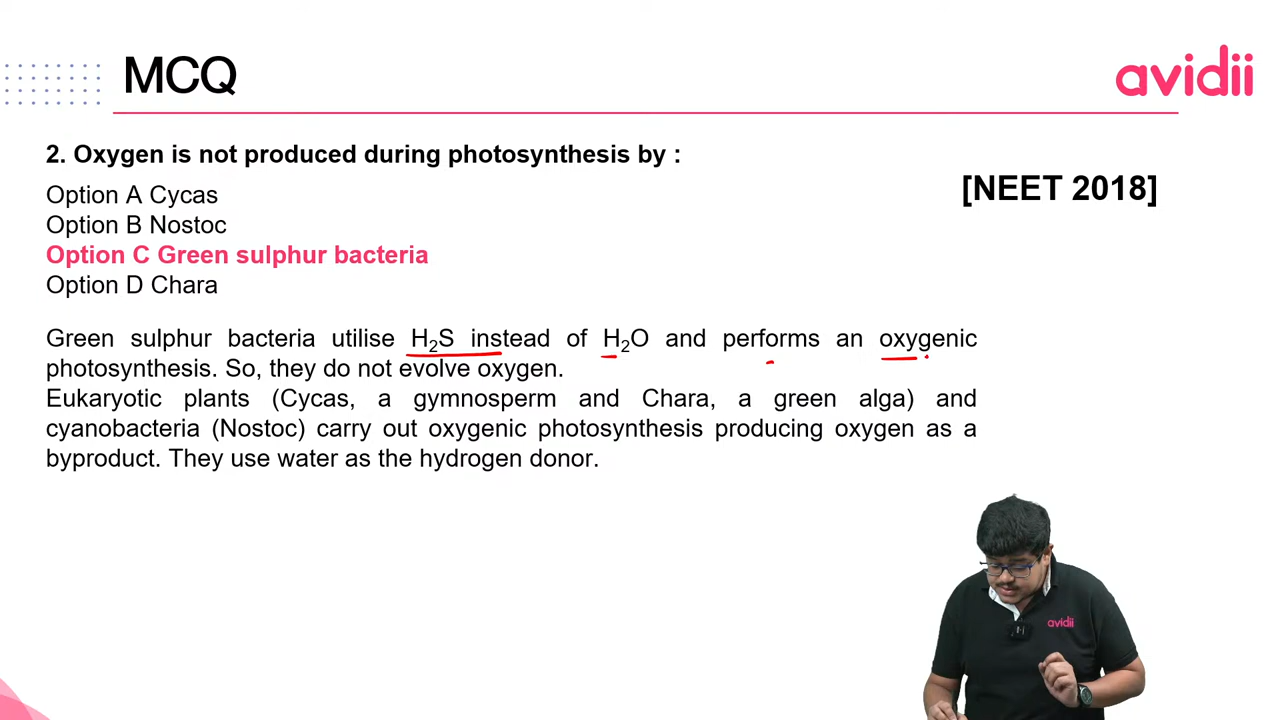 MCQ
avidii
2. Oxygen is not produced during photosynthesis by :
[NEET 2018]
Option A Cycas
Option B Nostoc
Option C Green sulphur bacteria
Option D Chara
Green sulphur bacteria utilise H₂S instead of H₂O and performs an oxygenic
photosynthesis. So, they do not evolve oxygen.
Eukaryotic plants (Cycas, a gymnosperm and Chara, a green alga) and
cyanobacteria (Nostoc) carry out oxygenic photosynthesis producing oxygen as a
byproduct. They use water as the hydrogen donor.
avidii